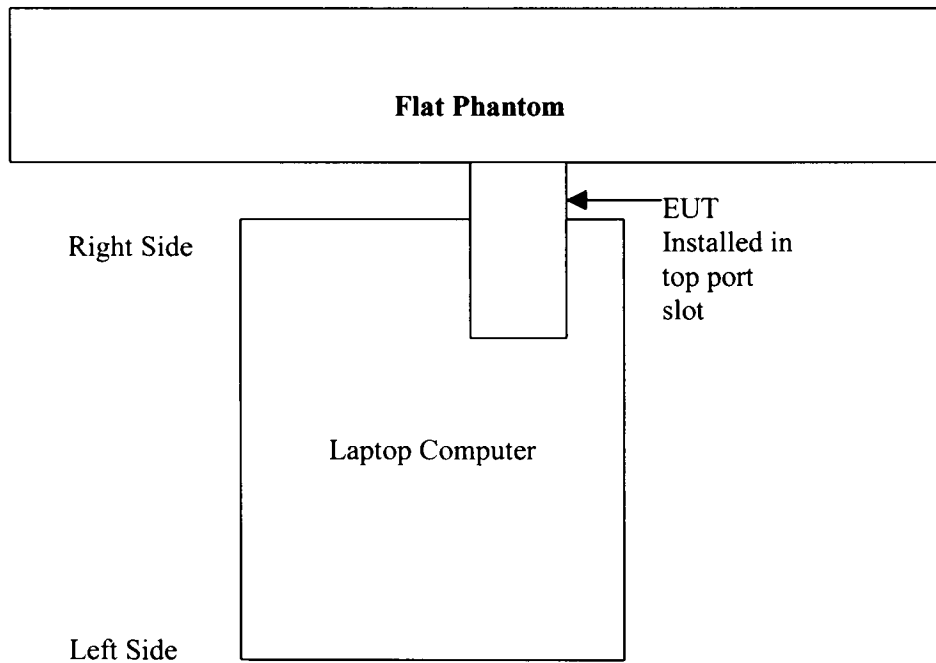 Flat Phantom
EUT
Installed in
top port
slot
Right Side
Laptop Computer
Left Side